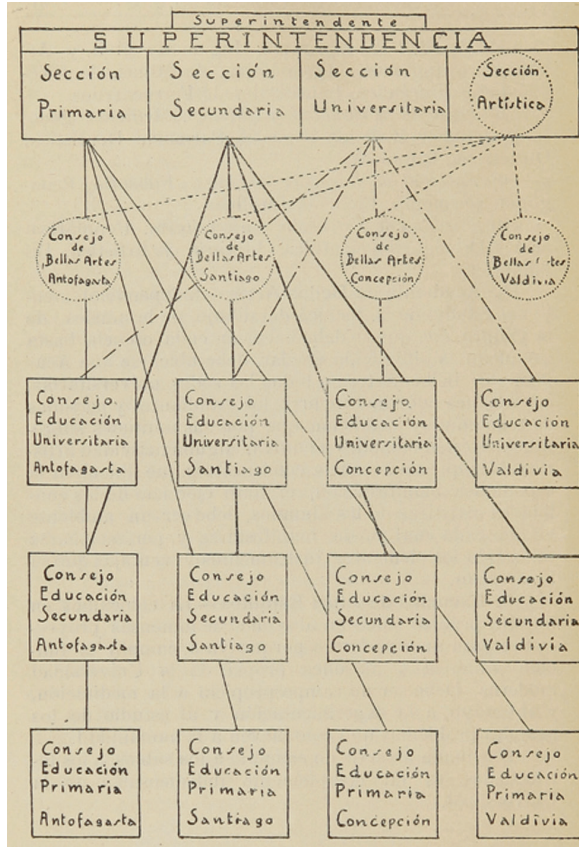 Superintendente
SUPERINTENDENCIA
Sección
Primaria
Sección
Secundaria
Sección
Universitaria
Sección
Artística
Consejo
de
Bellas Artes
Antofagasta
Consejo
de
Bellas Artes
Santiago
Consejo
de
Bellas Artes
Concepción
Consejo
de
Bellas
Valdivia
Consejo.
Educación
Universitaria
Antofagasta
Consejo
Educación
Universitaria
Santiago
Consejo.
Educación
Universitaria
Concepción
Consejo
Educación
Universitaria
Valdivia
Consejo
Educación
Secundaria
Antofagasta
Consejo
Educación
Secundaria
Santiago
Consejo
Educación
Secundaria
Concepción
Consejo
Educación
Secundaria
Valdivia
Consejo
Educación
Primaria
Antofagasta
Consejo
Educación
Primaria
Santiago
Consejo
Educación
Primaria
Concepción
Consejo
Educación
Primaria
Valdivia